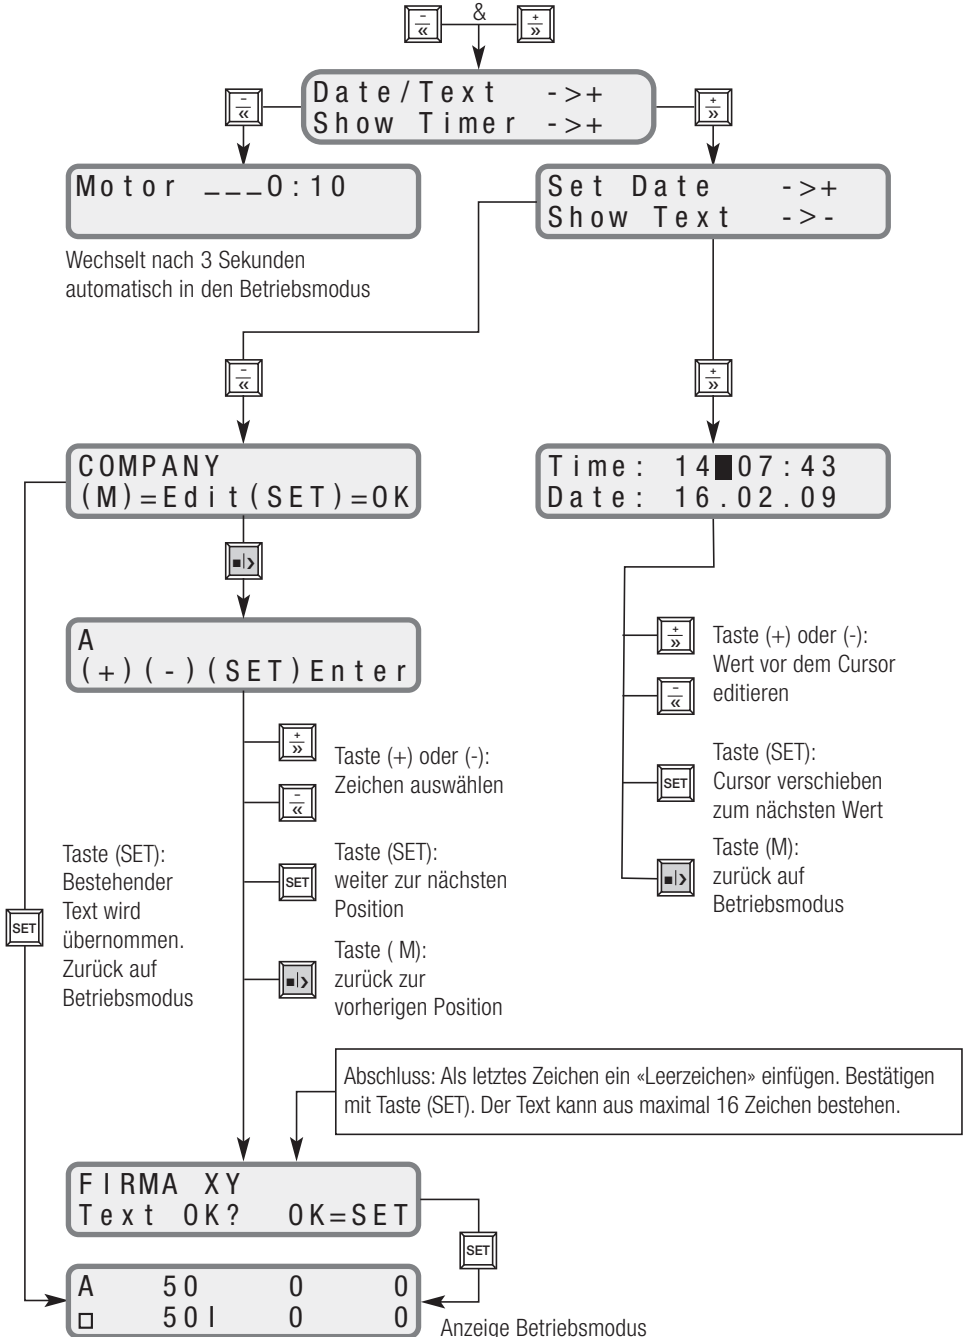 − « & + »
Date/Text ->+
Show Timer ->+
− «
+ »
Motor ___0:10
Set Date ->+
Show Text ->-
Wechselt nach 3 Sekunden
automatisch in den Betriebsmodus
− «
+ »
COMPANY
(M)=Edit(SET)=OK
Time: 14█07:43
Date: 16.02.09
A
(+)(-)(SET)Enter
+ »
− «
Taste (+) oder (-):
Zeichen auswählen
SET
Taste (SET):
weiter zur nächsten
Position
Taste ( M):
zurück zur
vorherigen Position
+ »
− «
Taste (+) oder (-):
Wert vor dem Cursor
editieren
SET
Taste (SET):
Cursor verschieben
zum nächsten Wert
Taste (M):
zurück auf
Betriebsmodus
SET
Taste (SET):
Bestehender
Text wird
übernommen.
Zurück auf
Betriebsmodus
Abschluss: Als letztes Zeichen ein «Leerzeichen» einfügen. Bestätigen
mit Taste (SET). Der Text kann aus maximal 16 Zeichen bestehen.
FIRMA XY
Text OK? OK=SET
SET
A 50 0 0
□ 50I 0 0
Anzeige Betriebsmodus